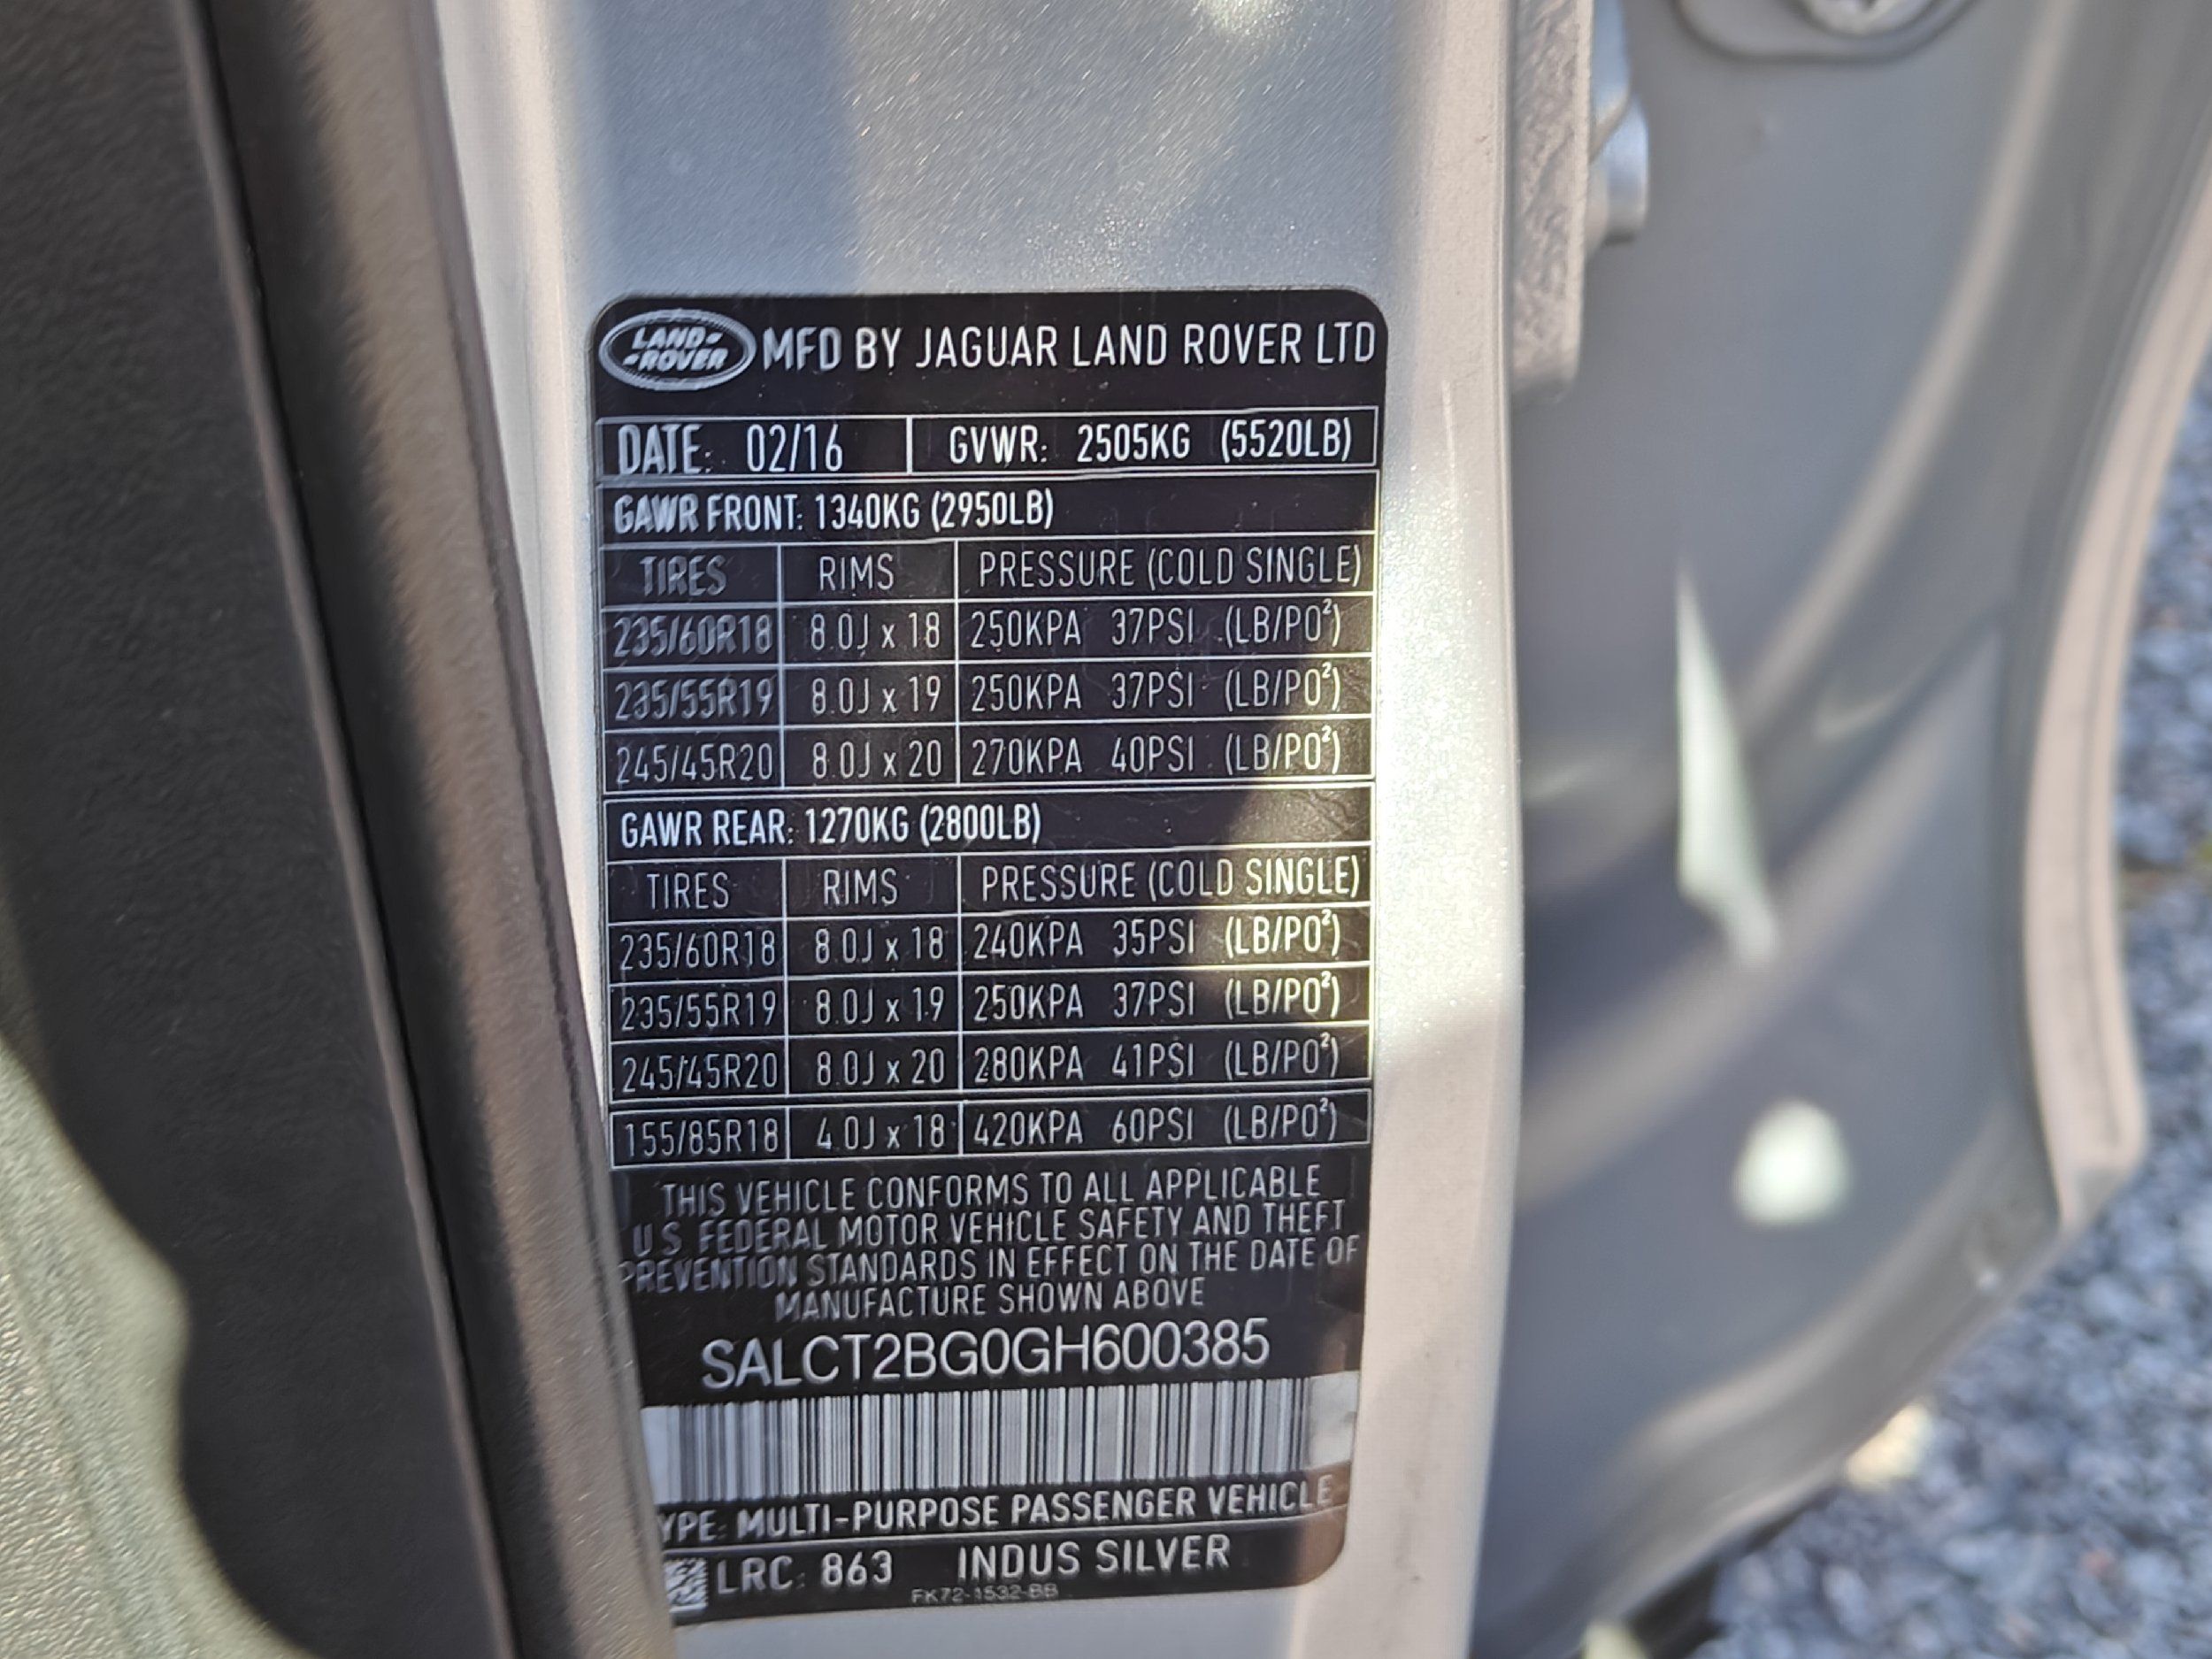 LAND ROVER MFD BY JAGUAR LAND ROVER LTD
DATE: 02/16 GVWR: 2505KG (5520LB)
GAWR FRONT: 1340KG (2950LB)
TIRES RIMS PRESSURE (COLD SINGLE)
235/60R18 8.0J x 18 250KPA 37PSI (LB/PO²)
235/55R19 8.0J x 19 250KPA 37PSI (LB/PO²)
245/45R20 8.0J x 20 270KPA 40PSI (LB/PO²)
GAWR REAR: 1270KG (2800LB)
TIRES RIMS PRESSURE (COLD SINGLE)
235/60R18 8.0J x 18 240KPA 35PSI (LB/PO²)
235/55R19 8.0J x 19 250KPA 37PSI (LB/PO²)
245/45R20 8.0J x 20 280KPA 41PSI (LB/PO²)
155/85R18 4.0J x 18 420KPA 60PSI (LB/PO²)
THIS VEHICLE CONFORMS TO ALL APPLICABLE
U.S. FEDERAL MOTOR VEHICLE SAFETY AND THEFT
PREVENTION STANDARDS IN EFFECT ON THE DATE OF
MANUFACTURE SHOWN ABOVE
SALCT2BG0GH600385
YPE: MULTI-PURPOSE PASSENGER VEHICLE
LRC: 863 INDUS SILVER
FK72-1532-BB